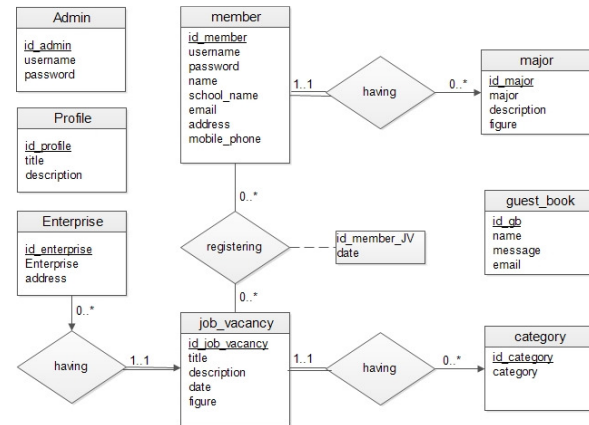 Admin
id_admin
username
password
Profile
id_profile
title
description
Enterprise
id_enterprise
Enterprise
address
0..*
having
1..1
member
id_member
username
password
name
school_name
email
address
mobile_phone
1..1
having
0..*
major
id_major
major
description
figure
0..*
registering
id_member_JV
date
0..*
guest_book
id_gb
name
message
email
job_vacancy
id_job_vacancy
title
description
date
figure
1..1
having
0..*
category
id_category
category